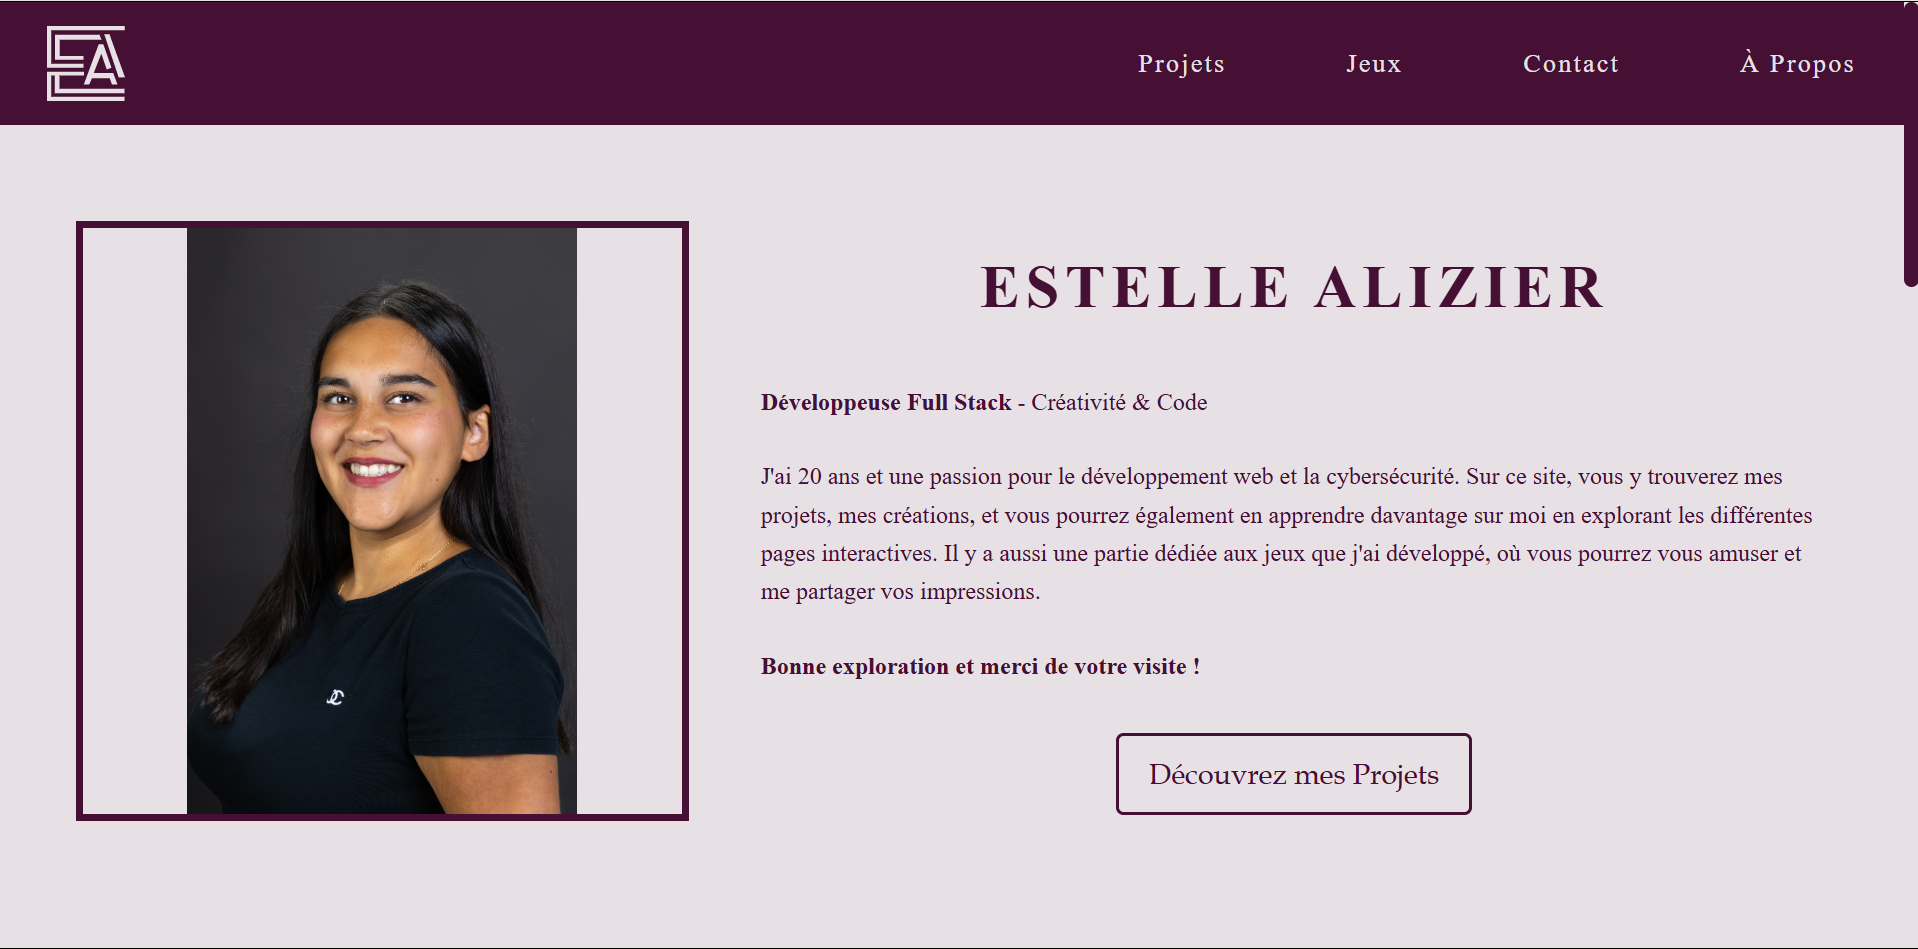 EA
Projets
Jeux
Contact
À Propos
ESTELLE ALIZIER
Développeuse Full Stack - Créativité & Code
J'ai 20 ans et une passion pour le développement web et la cybersécurité. Sur ce site, vous y trouverez mes
projets, mes créations, et vous pourrez également en apprendre davantage sur moi en explorant les différentes
pages interactives. Il y a aussi une partie dédiée aux jeux que j'ai développé, où vous pourrez vous amuser et
me partager vos impressions.
Bonne exploration et merci de votre visite !
Découvrez mes Projets